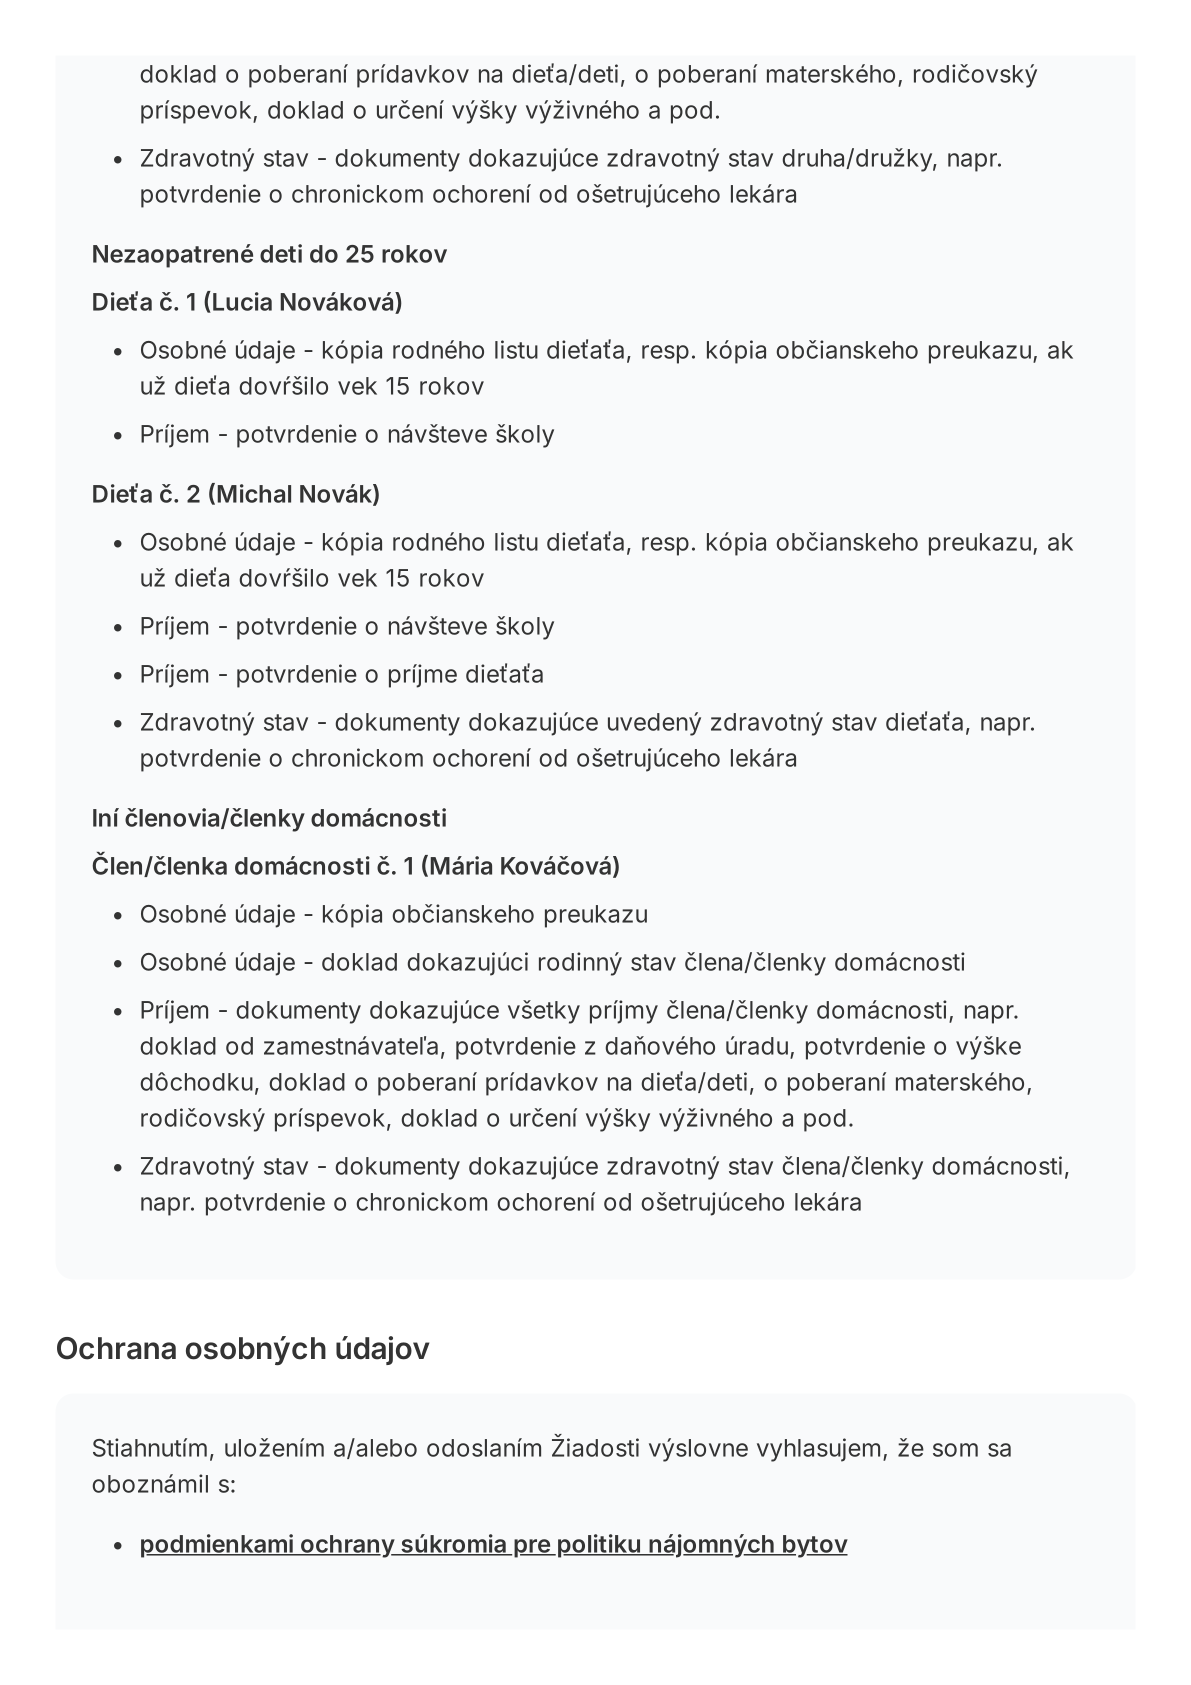 doklad o poberaní prídavkov na dieťa/deti, o poberaní materského, rodičovský
príspevok, doklad o určení výšky výživného a pod.
• Zdravotný stav - dokumenty dokazujúce zdravotný stav druha/družky, napr.
potvrdenie o chronickom ochorení od ošetrujúceho lekára
Nezaopatrené deti do 25 rokov
Dieťa č. 1 (Lucia Nováková)
• Osobné údaje - kópia rodného listu dieťaťa, resp. kópia občianskeho preukazu, ak
už dieťa dovŕšilo vek 15 rokov
• Príjem - potvrdenie o návšteve školy
Dieťa č. 2 (Michal Novák)
• Osobné údaje - kópia rodného listu dieťaťa, resp. kópia občianskeho preukazu, ak
už dieťa dovŕšilo vek 15 rokov
• Príjem - potvrdenie o návšteve školy
• Príjem - potvrdenie o príjme dieťaťa
• Zdravotný stav - dokumenty dokazujúce uvedený zdravotný stav dieťaťa, napr.
potvrdenie o chronickom ochorení od ošetrujúceho lekára
Iní členovia/členky domácnosti
Člen/členka domácnosti č. 1 (Mária Kováčová)
• Osobné údaje - kópia občianskeho preukazu
• Osobné údaje - doklad dokazujúci rodinný stav člena/členky domácnosti
• Príjem - dokumenty dokazujúce všetky príjmy člena/členky domácnosti, napr.
doklad od zamestnávateľa, potvrdenie z daňového úradu, potvrdenie o výške
dôchodku, doklad o poberaní prídavkov na dieťa/deti, o poberaní materského,
rodičovský príspevok, doklad o určení výšky výživného a pod.
• Zdravotný stav - dokumenty dokazujúce zdravotný stav člena/členky domácnosti,
napr. potvrdenie o chronickom ochorení od ošetrujúceho lekára
Ochrana osobných údajov
Stiahnutím, uložením a/alebo odoslaním Žiadosti výslovne vyhlasujem, že som sa
oboznámil s:
• podmienkami ochrany súkromia pre politiku nájomných bytov